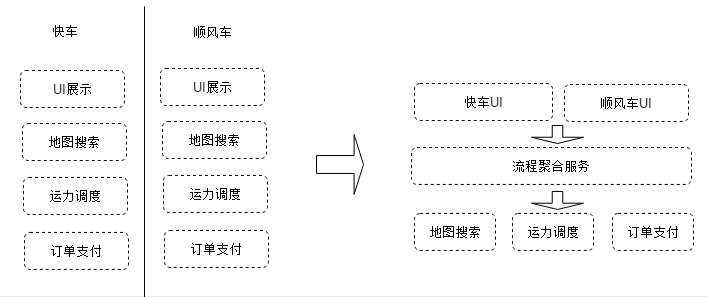 快车
顺风车
UI展示
UI展示
地图搜索
地图搜索
运力调度
运力调度
订单支付
订单支付
快车UI
顺风车UI
流程聚合服务
地图搜索
运力调度
订单支付